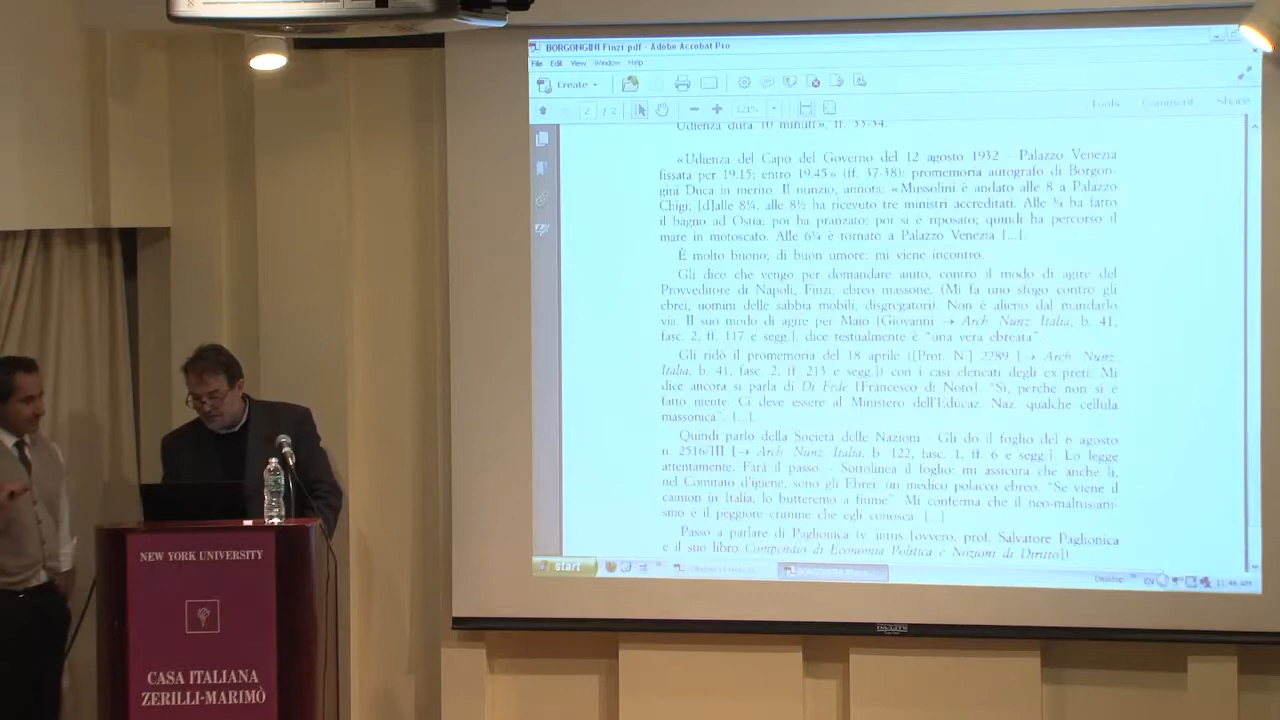 BORGONGINI Finzi.pdf - Adobe Acrobat Pro
File Edit View Window Help
Create
2 / 2 121%
Tools Comment Share
Udienza dura 10 minuti», ff. 33-34.
«Udienza del Capo del Governo del 12 agosto 1932 - Palazzo Venezia
fissata per 19.15; entro 19.45» (ff. 37-38): promemoria autografo di Borgon-
gini Duca in merito. Il nunzio, annota: «Mussolini è andato alle 8 a Palazzo
Chigi, [d]alle 8¼, alle 8½ ha ricevuto tre ministri accreditati. Alle ¾ ha fatto
il bagno ad Ostia; poi ha pranzato; poi si è riposato; quindi ha percorso il
mare in motoscafo. Alle 6¾ è tornato a Palazzo Venezia [...].
È molto buono; di buon umore; mi viene incontro.
Gli dico che vengo per domandare aiuto, contro il modo di agire del
Provveditore di Napoli, Finzi, ebreo massone. (Mi fa uno sfogo contro gli
ebrei, uomini delle sabbia mobili, disgregatori). Non è alieno dal mandarlo
via. Il suo modo di agire per Maio [Giovanni → Arch. Nunz. Italia, b. 41,
fasc. 2, ff. 117 e segg.], dice testualmente è "una vera ebreata".
Gli ridò il promemoria del 18 aprile ([Prot. N.] 2289 [→ Arch. Nunz.
Italia, b. 41, fasc. 2, ff. 213 e segg.]) con i casi elencati degli ex-preti. Mi
dice ancora si parla di Di Fede [Francesco di Noto]. "Sì, perché non si è
fatto niente. Ci deve essere al Ministero dell'Educaz. Naz. qualche cellula
massonica". [...].
Quindi parlo della Società delle Nazioni - Gli do il foglio del 6 agosto
n. 2516/III [→ Arch. Nunz. Italia, b. 122, fasc. 1, ff. 6 e segg.]. Lo legge
attentamente. Farà il passo - Sottolinea il foglio: mi assicura che anche lì,
nel Comitato d'igiene, sono gli Ebrei: un medico polacco ebreo. "Se viene il
camion in Italia, lo butteremo a fiume". Mi conferma che il neo-maltusiani-
smo è il peggiore crimine che egli conosca [...]
Passo a parlare di Paglionica (v. intus [ovvero, prof. Salvatore Paglionica
e il suo libro Compendio di Economia Politica e Nozioni di Diritto])
start
BORGONGINI
Desktop EN 11:46 AM
DA-LITE
NEW YORK UNIVERSITY
CASA ITALIANA
ZERILLI-MARIMÒ